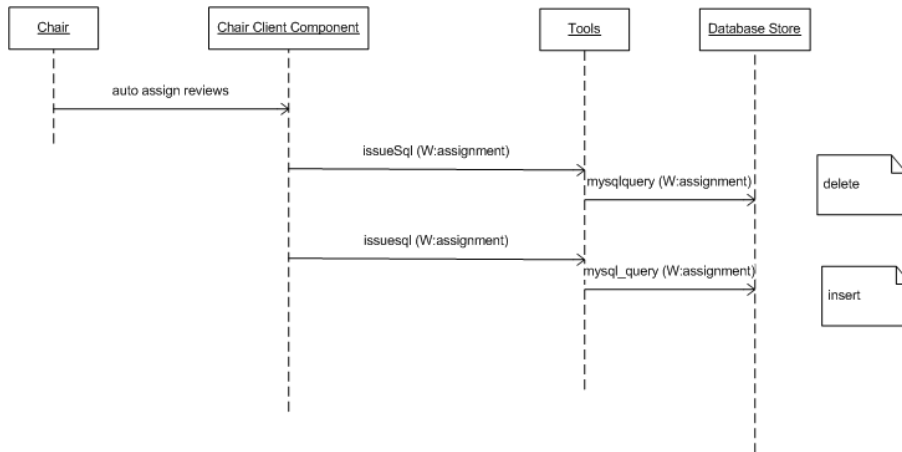 Chair
Chair Client Component
Tools
Database Store
auto assign reviews
issueSql (W:assignment)
mysqlquery (W:assignment)
delete
issuesql (W:assignment)
mysql_query (W:assignment)
insert